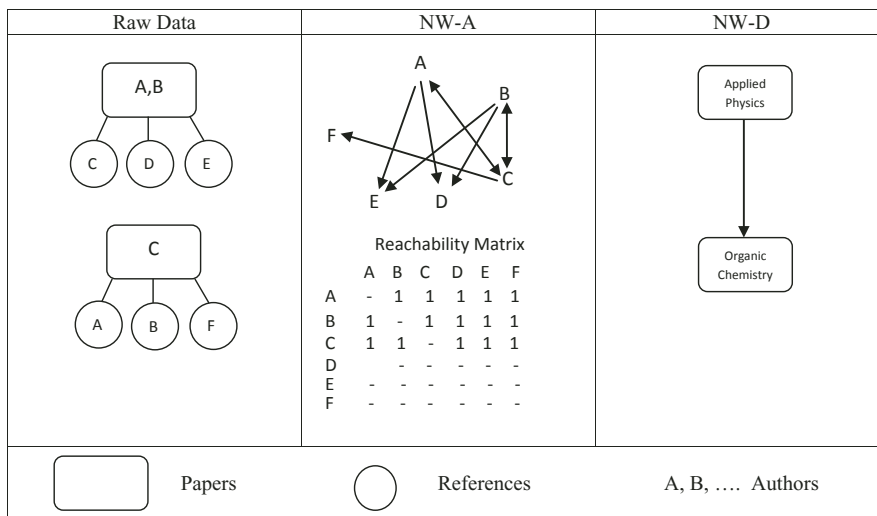 Raw Data
NW-A
NW-D
A,B
C D E
C
A B F
A
B
F
C
E
D
Reachability Matrix
A B C D E F
A - 1 1 1 1 1
B 1 - 1 1 1 1
C 1 1 - 1 1 1
D - - - - -
E - - - - - -
F - - - - - -
Applied
Physics
Organic
Chemistry
Papers
References
A, B, …. Authors